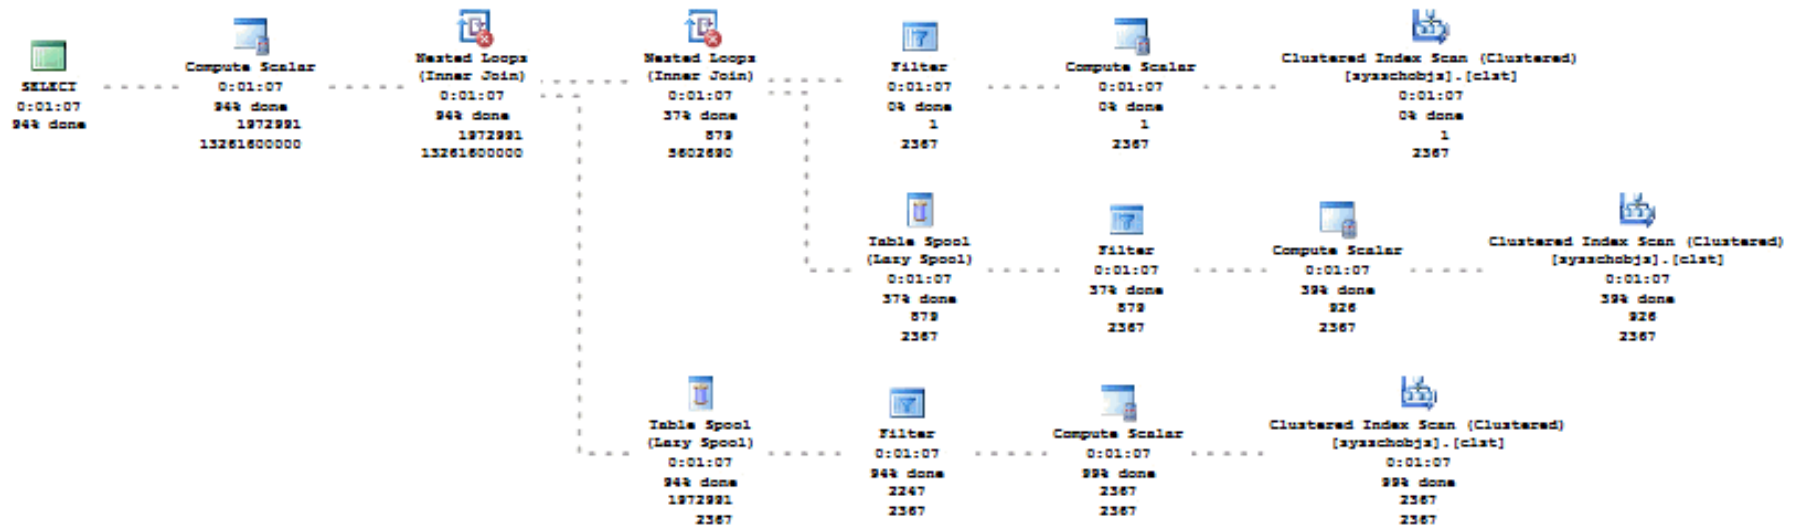 SELECT
0:01:07
94% done
Compute Scalar
0:01:07
94% done
1972991
13261600000
Nested Loops
(Inner Join)
0:01:07
94% done
1972991
13261600000
Nested Loops
(Inner Join)
0:01:07
37% done
879
5602690
Filter
0:01:07
0% done
1
2367
Compute Scalar
0:01:07
0% done
1
2367
Clustered Index Scan (Clustered)
[sysschobjs].[clst]
0:01:07
0% done
1
2367
Table Spool
(Lazy Spool)
0:01:07
37% done
879
2367
Filter
0:01:07
37% done
879
2367
Compute Scalar
0:01:07
39% done
926
2367
Clustered Index Scan (Clustered)
[sysschobjs].[clst]
0:01:07
39% done
926
2367
Table Spool
(Lazy Spool)
0:01:07
94% done
1972991
2367
Filter
0:01:07
94% done
2247
2367
Compute Scalar
0:01:07
99% done
2367
2367
Clustered Index Scan (Clustered)
[sysschobjs].[clst]
0:01:07
99% done
2367
2367